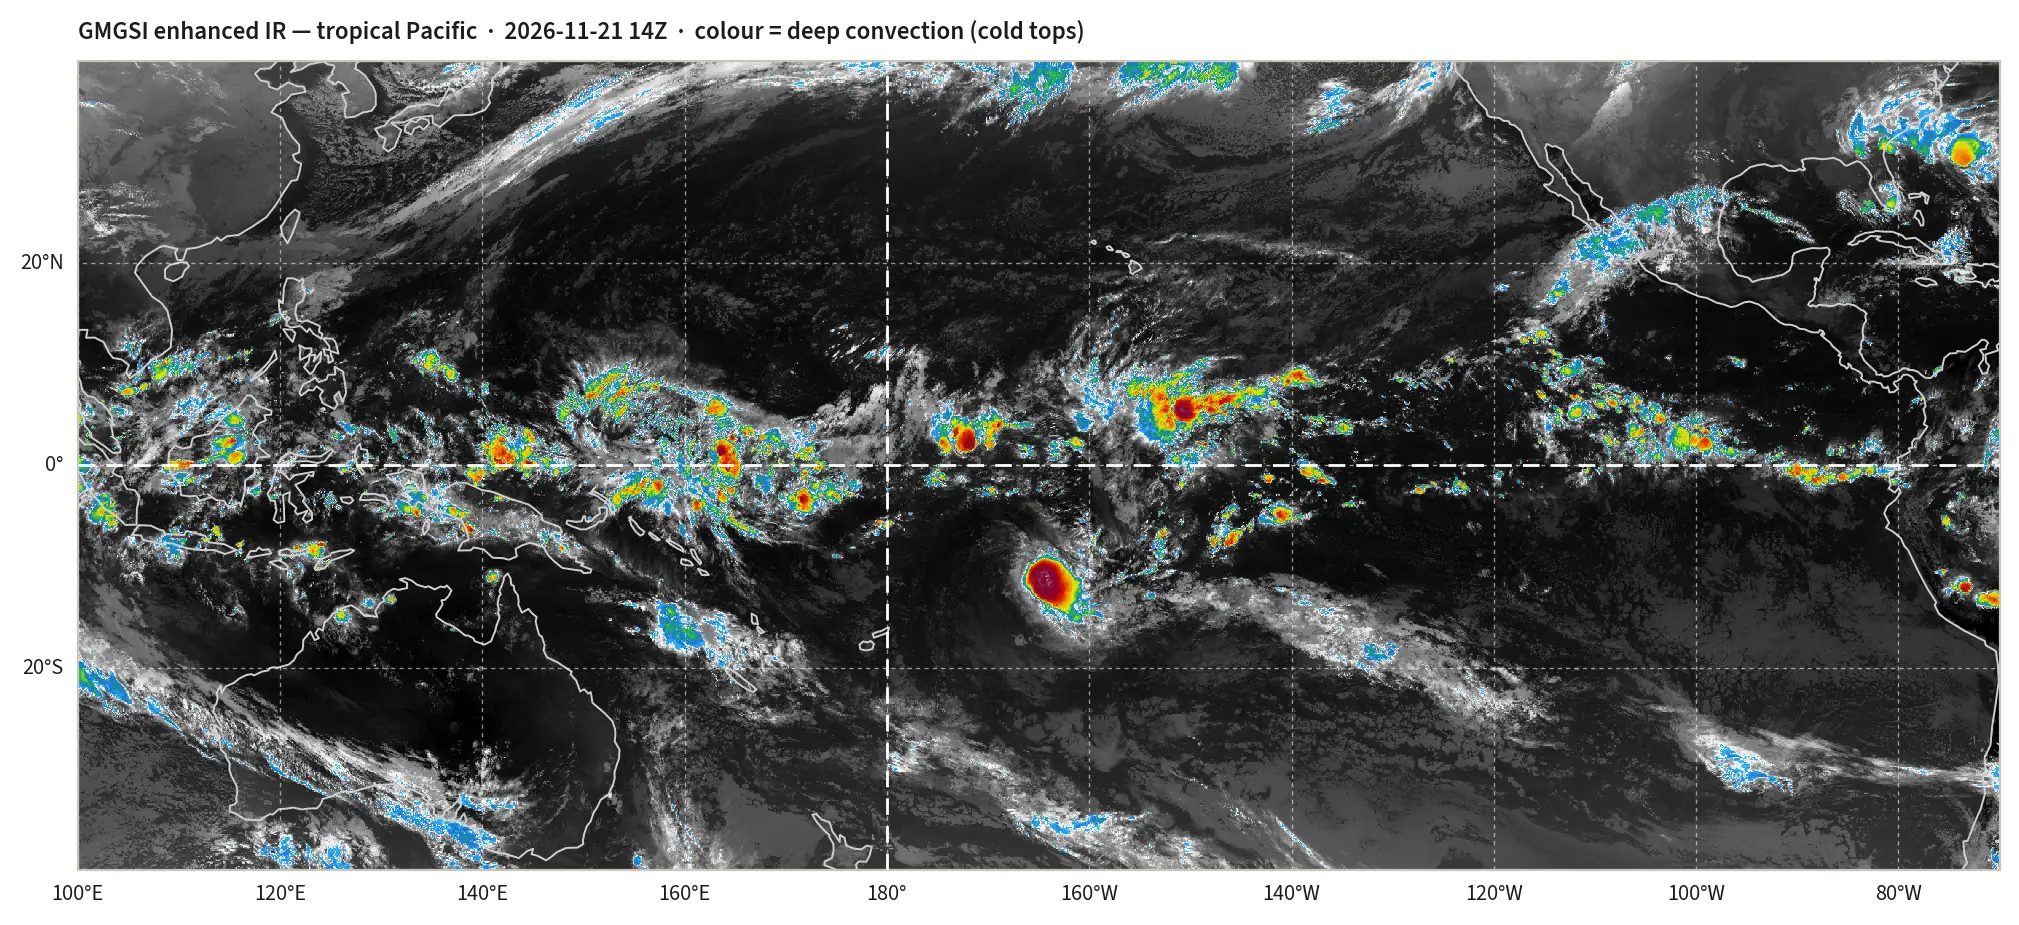 GMGSI enhanced IR — tropical Pacific · 2026-11-21 14Z · colour = deep convection (cold tops)
20°N
0°
20°S
100°E 120°E 140°E 160°E 180° 160°W 140°W 120°W 100°W 80°W